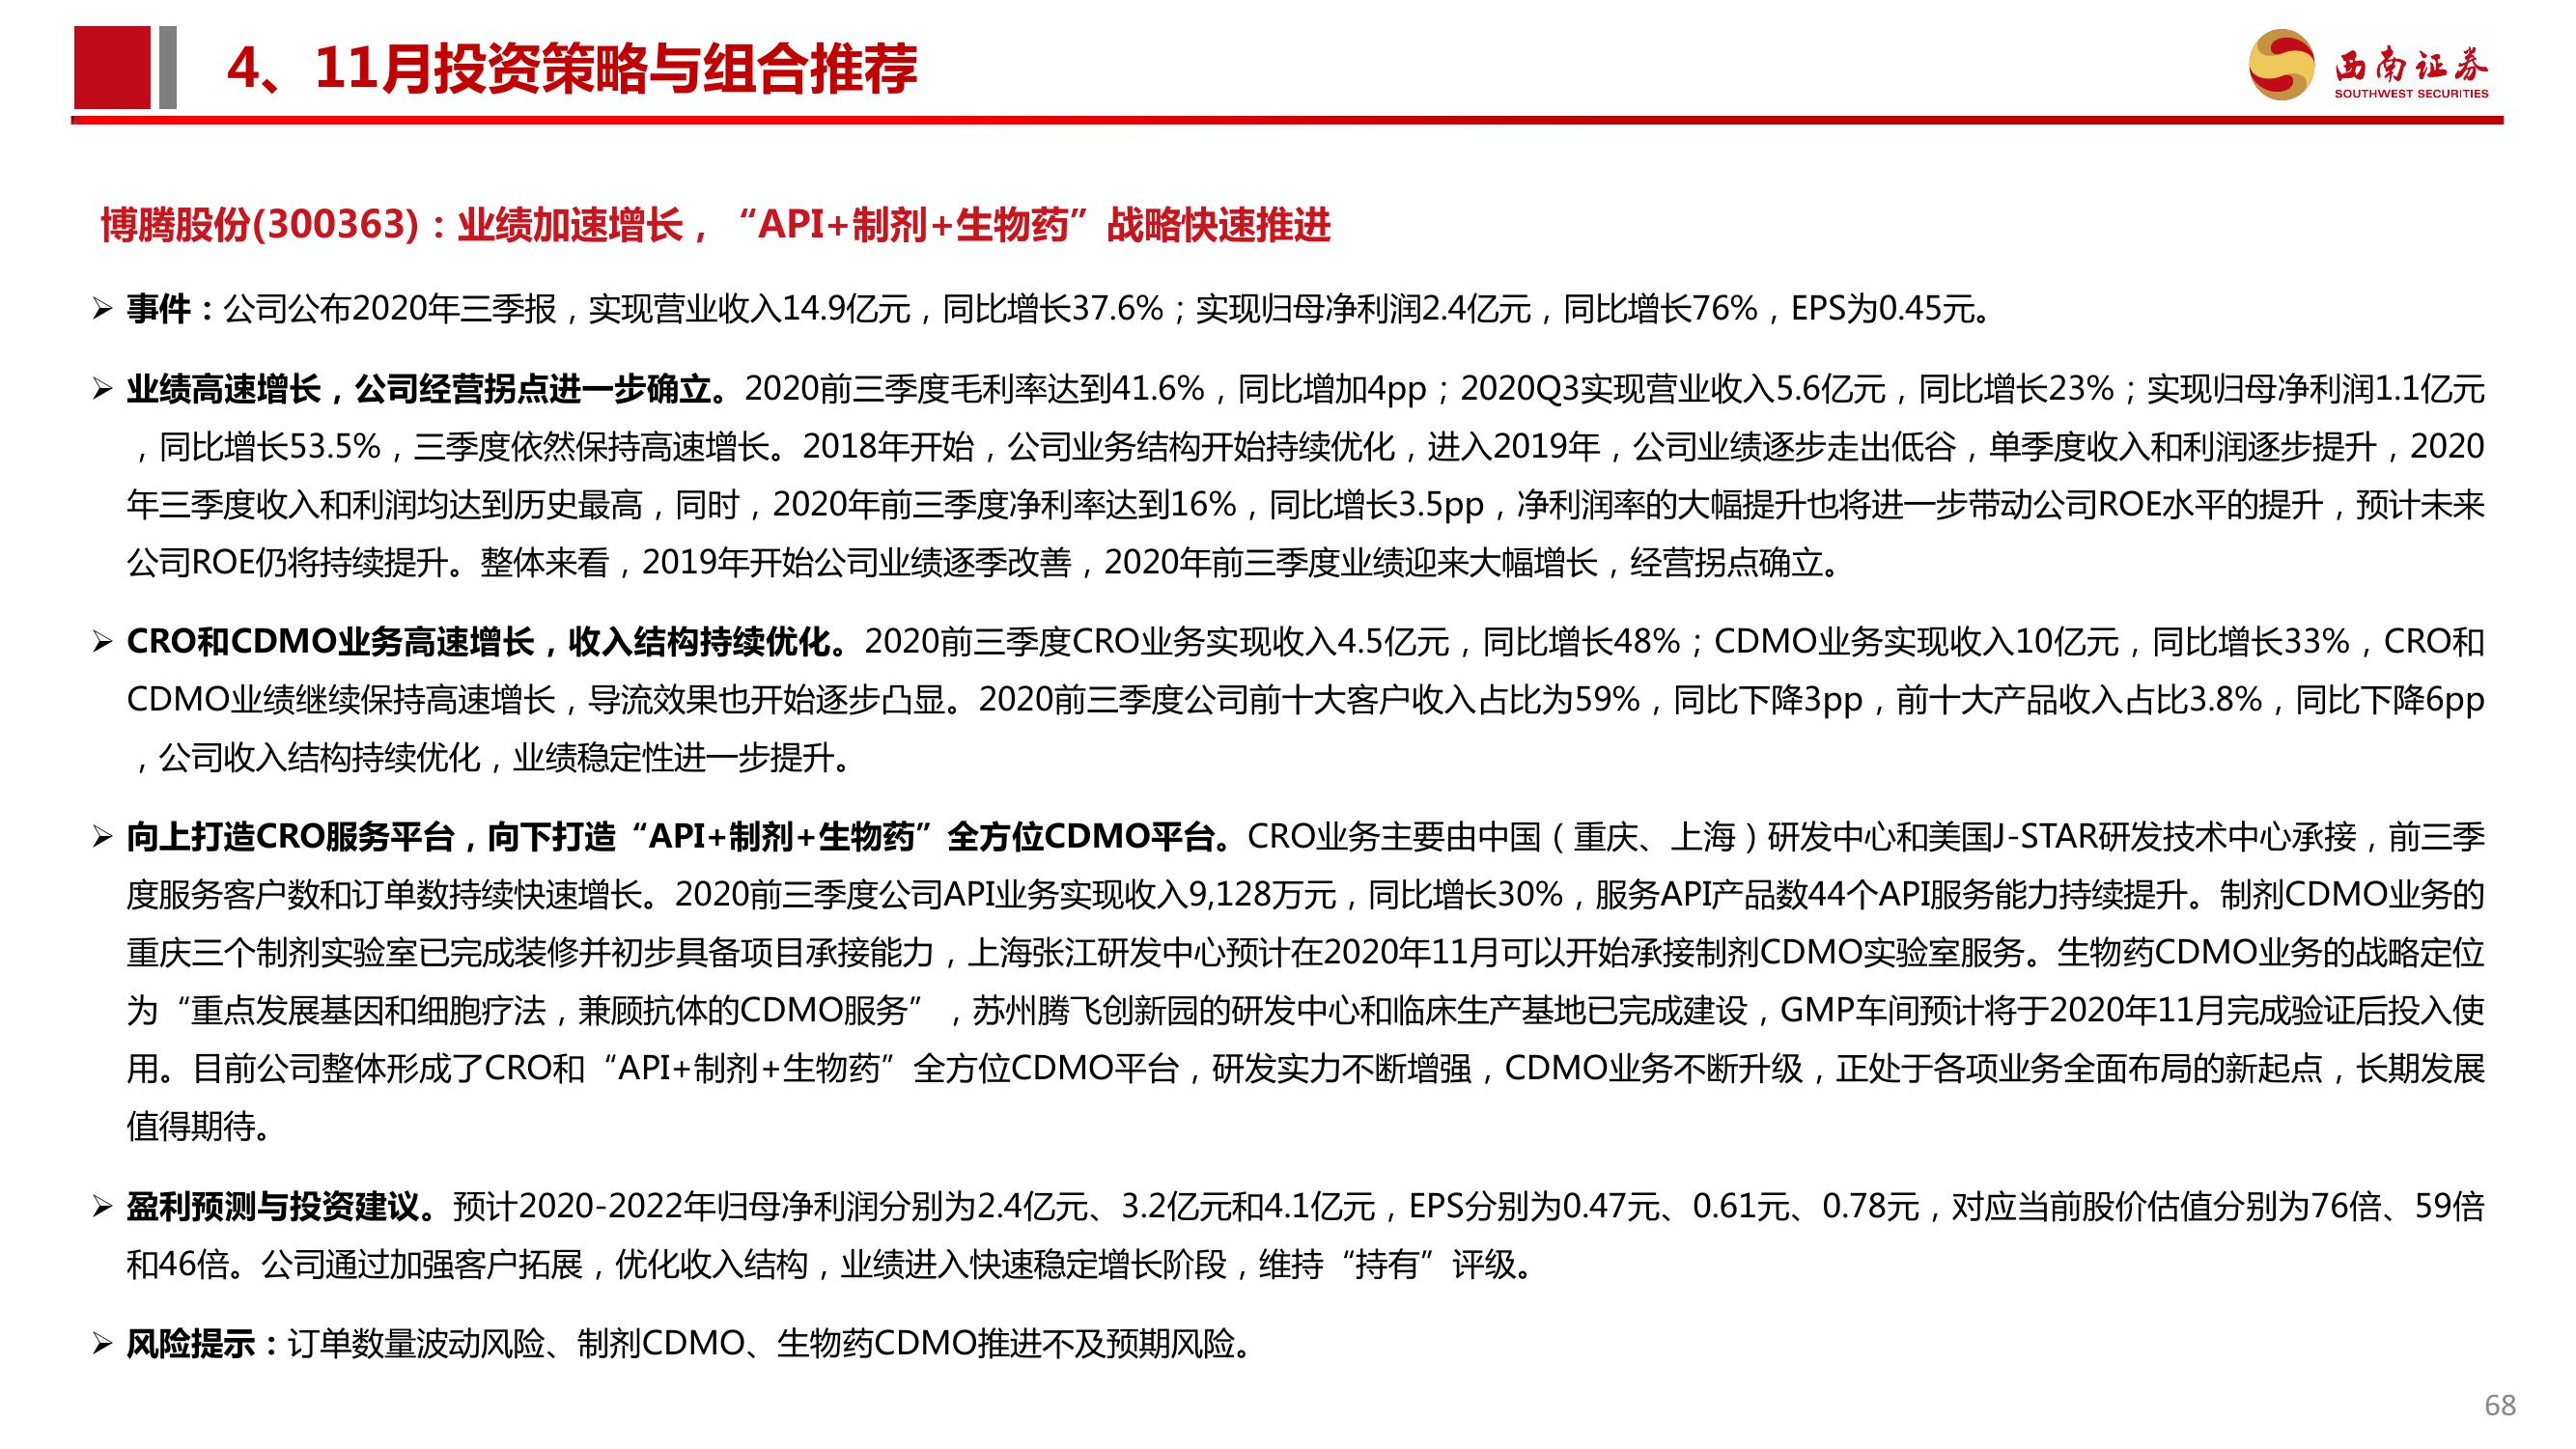 4、11月投资策略与组合推荐
西南证券
SOUTHWEST SECURITIES
博腾股份(300363)：业绩加速增长，“API+制剂+生物药”战略快速推进
➢ 事件：公司公布2020年三季报，实现营业收入14.9亿元，同比增长37.6%；实现归母净利润2.4亿元，同比增长76%，EPS为0.45元。
➢ 业绩高速增长，公司经营拐点进一步确立。2020前三季度毛利率达到41.6%，同比增加4pp；2020Q3实现营业收入5.6亿元，同比增长23%；实现归母净利润1.1亿元
，同比增长53.5%，三季度依然保持高速增长。2018年开始，公司业务结构开始持续优化，进入2019年，公司业绩逐步走出低谷，单季度收入和利润逐步提升，2020
年三季度收入和利润均达到历史最高，同时，2020年前三季度净利率达到16%，同比增长3.5pp，净利润率的大幅提升也将进一步带动公司ROE水平的提升，预计未来
公司ROE仍将持续提升。整体来看，2019年开始公司业绩逐季改善，2020年前三季度业绩迎来大幅增长，经营拐点确立。
➢ CRO和CDMO业务高速增长，收入结构持续优化。2020前三季度CRO业务实现收入4.5亿元，同比增长48%；CDMO业务实现收入10亿元，同比增长33%，CRO和
CDMO业绩继续保持高速增长，导流效果也开始逐步凸显。2020前三季度公司前十大客户收入占比为59%，同比下降3pp，前十大产品收入占比3.8%，同比下降6pp
，公司收入结构持续优化，业绩稳定性进一步提升。
➢ 向上打造CRO服务平台，向下打造“API+制剂+生物药”全方位CDMO平台。CRO业务主要由中国（重庆、上海）研发中心和美国J-STAR研发技术中心承接，前三季
度服务客户数和订单数持续快速增长。2020前三季度公司API业务实现收入9,128万元，同比增长30%，服务API产品数44个API服务能力持续提升。制剂CDMO业务的
重庆三个制剂实验室已完成装修并初步具备项目承接能力，上海张江研发中心预计在2020年11月可以开始承接制剂CDMO实验室服务。生物药CDMO业务的战略定位
为“重点发展基因和细胞疗法，兼顾抗体的CDMO服务”，苏州腾飞创新园的研发中心和临床生产基地已完成建设，GMP车间预计将于2020年11月完成验证后投入使
用。目前公司整体形成了CRO和“API+制剂+生物药”全方位CDMO平台，研发实力不断增强，CDMO业务不断升级，正处于各项业务全面布局的新起点，长期发展
值得期待。
➢ 盈利预测与投资建议。预计2020-2022年归母净利润分别为2.4亿元、3.2亿元和4.1亿元，EPS分别为0.47元、0.61元、0.78元，对应当前股价估值分别为76倍、59倍
和46倍。公司通过加强客户拓展，优化收入结构，业绩进入快速稳定增长阶段，维持“持有”评级。
➢ 风险提示：订单数量波动风险、制剂CDMO、生物药CDMO推进不及预期风险。
68